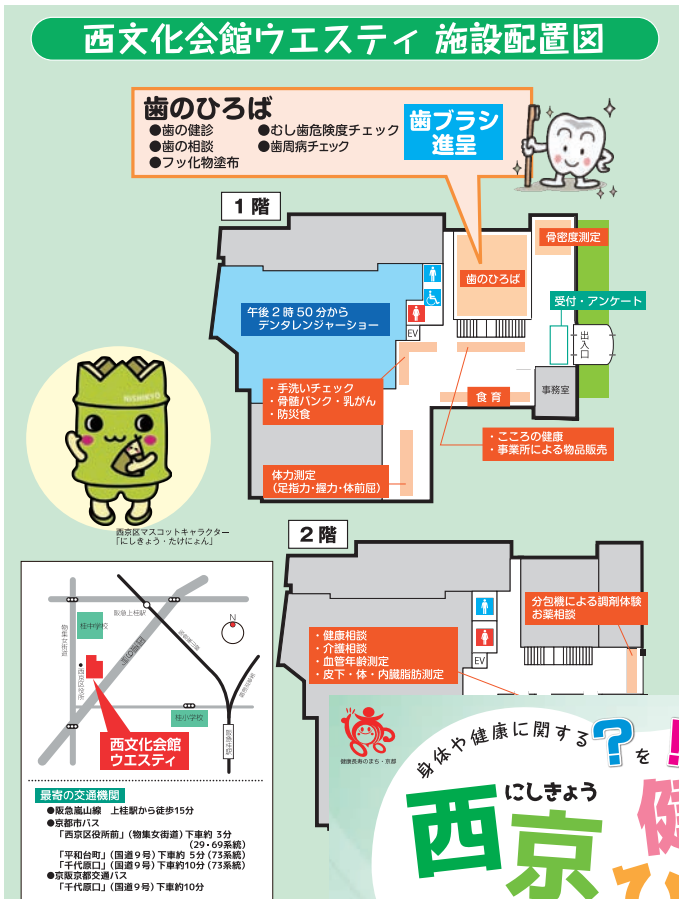 西文化会館ウエスティ 施設配置図
歯のひろば
●歯の健診
●むし歯危険度チェック
●歯の相談
●歯周病チェック
●フッ化物塗布
歯ブラシ
進呈
1階
骨密度測定
歯のひろば
受付・アンケート
午後2時50分から
デンタレンジャーショー
EV
出入口
・手洗いチェック
・骨髄バンク・乳がん
・防災食
食育
事務室
・こころの健康
・事業所による物品販売
体力測定
(足指力・握力・体前屈)
NISHIKYO
西京区マスコットキャラクター
「にしきょう・たけにょん」
2階
分包機による調剤体験
お薬相談
・健康相談
・介護相談
・血管年齢測定
・皮下・体・内臓脂肪測定
EV
阪急上桂駅
N
桂中学校
物集女街道
国道9号
●西京区役所
桂小学校
西文化会館
ウエスティ
最寄の交通機関
●阪急嵐山線 上桂駅から徒歩15分
●京都市バス
「西京区役所前」(物集女街道)下車約 3分
(29・69系統)
「平和台町」(国道9号)下車約 5分(73系統)
「千代原口」(国道9号)下車約10分(73系統)
●京阪京都交通バス
「千代原口」(国道9号)下車約10分
健康長寿のまち・京都
身体や健康に関する?を!
にしきょう
西京健
ひ